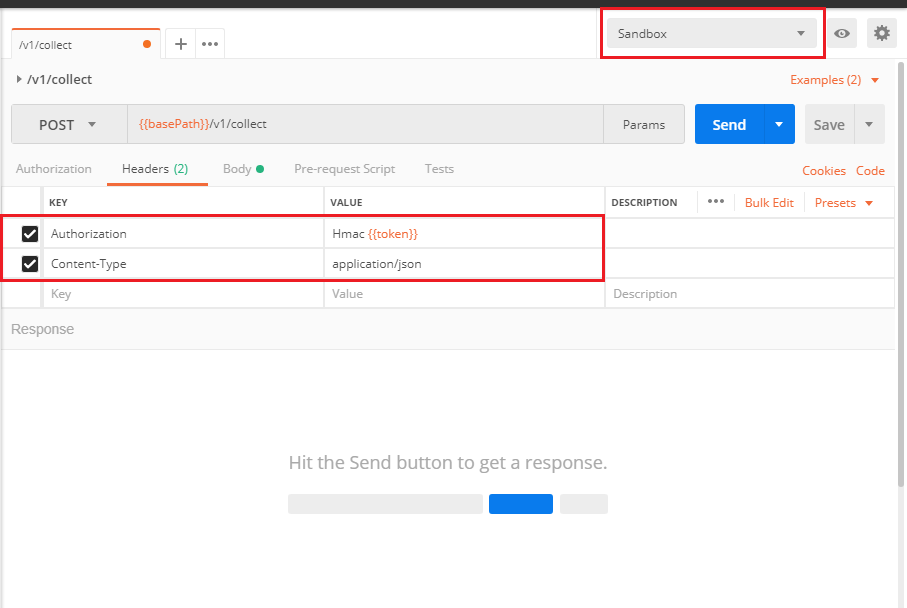 Sandbox
/v1/collect
/v1/collect
Examples (2)
POST {{basePath}}/v1/collect Params Send Save
Authorization Headers (2) Body Pre-request Script Tests Cookies Code
KEY VALUE DESCRIPTION ••• Bulk Edit Presets
Authorization Hmac {{token}}
Content-Type application/json
Key Value Description
Response
Hit the Send button to get a response.